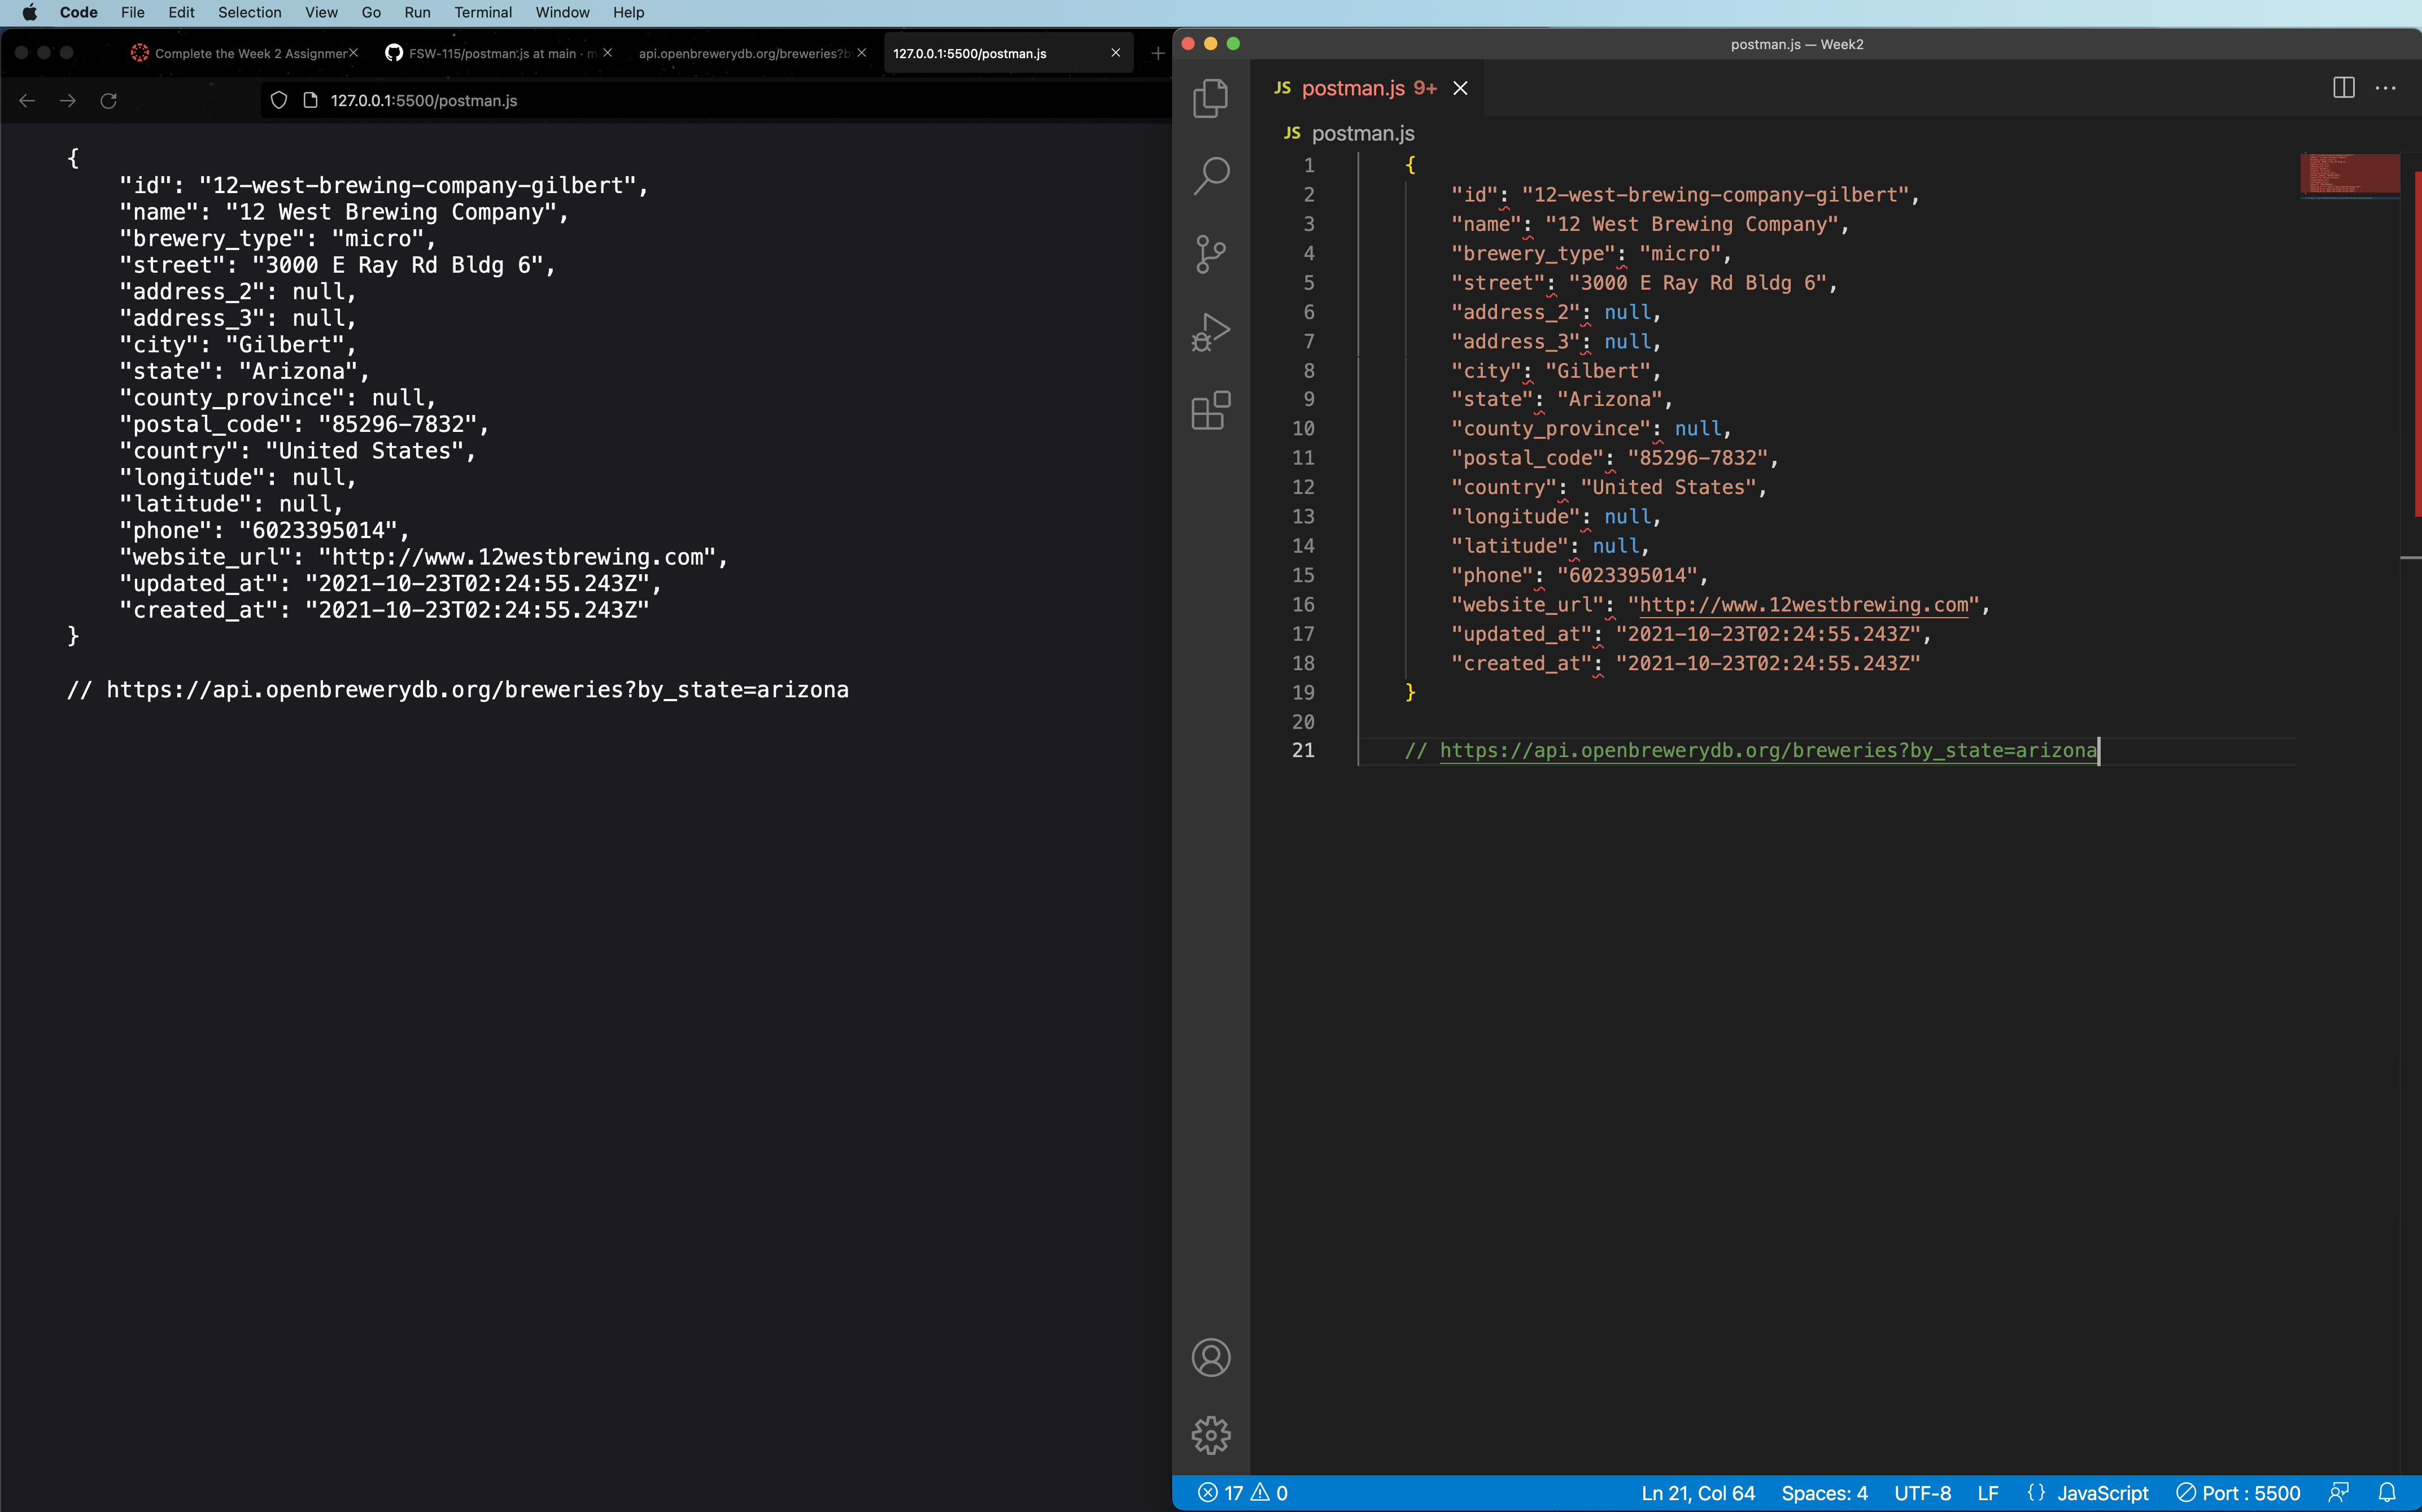 Code File Edit Selection View Go Run Terminal Window Help
Complete the Week 2 Assignmer FSW-115/postman.js at main · m api.openbrewerydb.org/breweries?b 127.0.0.1:5500/postman.js
127.0.0.1:5500/postman.js
{
"id": "12-west-brewing-company-gilbert",
"name": "12 West Brewing Company",
"brewery_type": "micro",
"street": "3000 E Ray Rd Bldg 6",
"address_2": null,
"address_3": null,
"city": "Gilbert",
"state": "Arizona",
"county_province": null,
"postal_code": "85296-7832",
"country": "United States",
"longitude": null,
"latitude": null,
"phone": "6023395014",
"website_url": "http://www.12westbrewing.com",
"updated_at": "2021-10-23T02:24:55.243Z",
"created_at": "2021-10-23T02:24:55.243Z"
}
// https://api.openbrewerydb.org/breweries?by_state=arizona
postman.js — Week2
JS postman.js 9+
JS postman.js
1 {
2 "id": "12-west-brewing-company-gilbert",
3 "name": "12 West Brewing Company",
4 "brewery_type": "micro",
5 "street": "3000 E Ray Rd Bldg 6",
6 "address_2": null,
7 "address_3": null,
8 "city": "Gilbert",
9 "state": "Arizona",
10 "county_province": null,
11 "postal_code": "85296-7832",
12 "country": "United States",
13 "longitude": null,
14 "latitude": null,
15 "phone": "6023395014",
16 "website_url": "http://www.12westbrewing.com",
17 "updated_at": "2021-10-23T02:24:55.243Z",
18 "created_at": "2021-10-23T02:24:55.243Z"
19 }
20
21 // https://api.openbrewerydb.org/breweries?by_state=arizona
17 0 Ln 21, Col 64 Spaces: 4 UTF-8 LF {} JavaScript Port : 5500